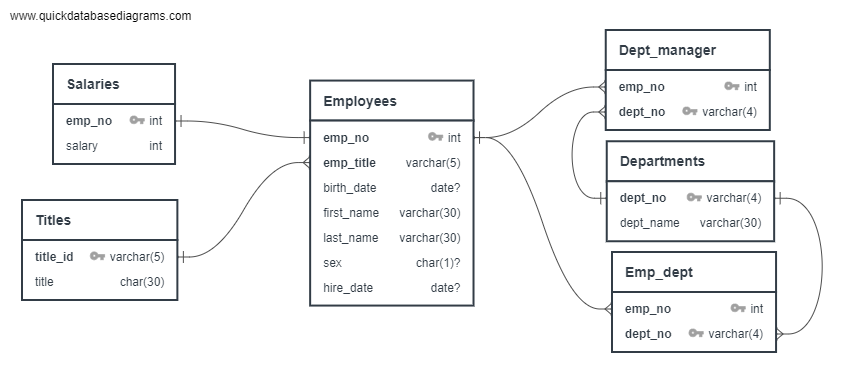 www.quickdatabasediagrams.com
Salaries
emp_no int
salary int
Titles
title_id varchar(5)
title char(30)
Employees
emp_no int
emp_title varchar(5)
birth_date date?
first_name varchar(30)
last_name varchar(30)
sex char(1)?
hire_date date?
Dept_manager
emp_no int
dept_no varchar(4)
Departments
dept_no varchar(4)
dept_name varchar(30)
Emp_dept
emp_no int
dept_no varchar(4)